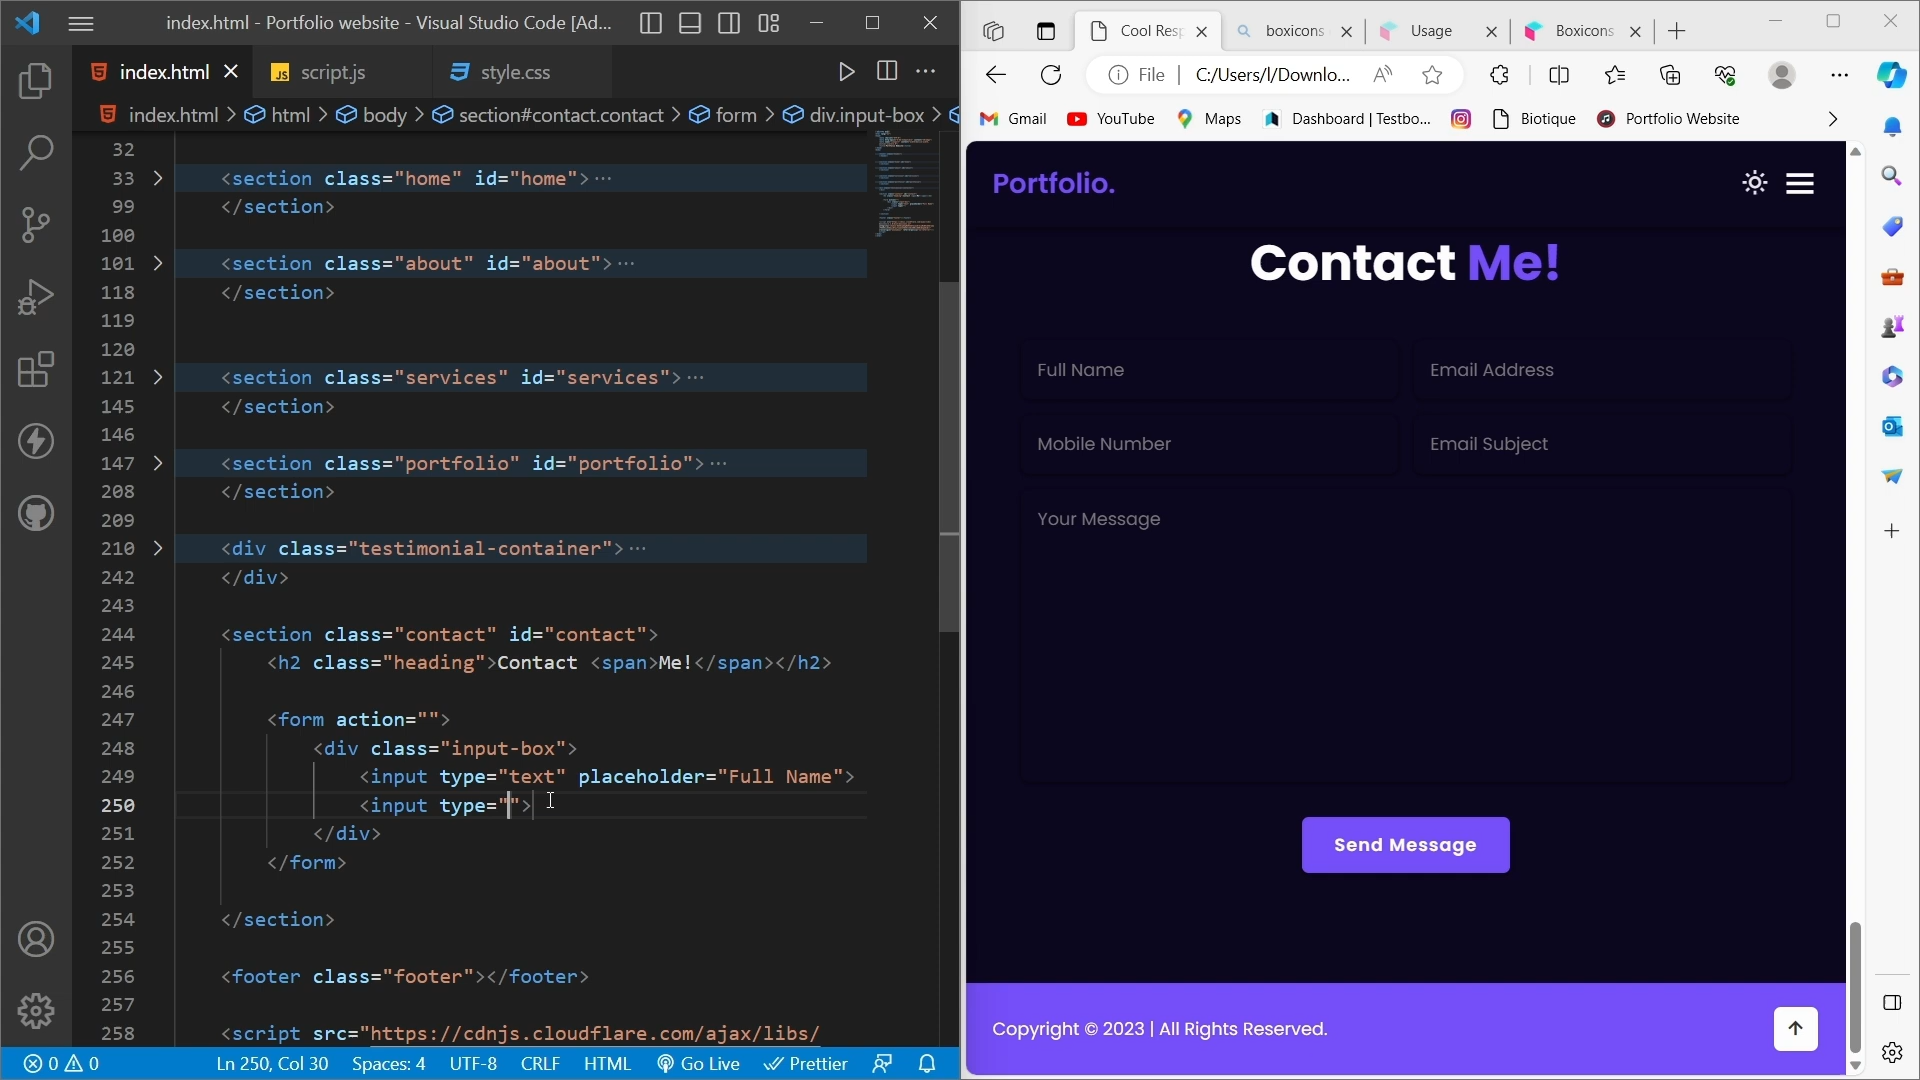 index.html - Portfolio website - Visual Studio Code [Ad...
index.html
script.js
style.css
index.html > html > body > section#contact.contact > form > div.input-box >
32
33 <section class="home" id="home">···
99 </section>
100
101 <section class="about" id="about">···
118 </section>
119
120
121 <section class="services" id="services">···
145 </section>
146
147 <section class="portfolio" id="portfolio">···
208 </section>
209
210 <div class="testimonial-container">···
242 </div>
243
244 <section class="contact" id="contact">
245 <h2 class="heading">Contact <span>Me!</span></h2>
246
247 <form action="">
248 <div class="input-box">
249 <input type="text" placeholder="Full Name">
250 <input type="">
251 </div>
252 </form>
253
254 </section>
255
256 <footer class="footer"></footer>
257
258 <script src="https://cdnjs.cloudflare.com/ajax/libs/
0 0 Ln 250, Col 30 Spaces: 4 UTF-8 CRLF HTML Go Live Prettier
Cool Resp
boxicons
Usage
Boxicons
File C:/Users/l/Downlo...
Gmail YouTube Maps Dashboard | Testbo... Biotique Portfolio Website
Portfolio.
Contact Me!
Full Name Email Address
Mobile Number Email Subject
Your Message
Send Message
Copyright © 2023 | All Rights Reserved.